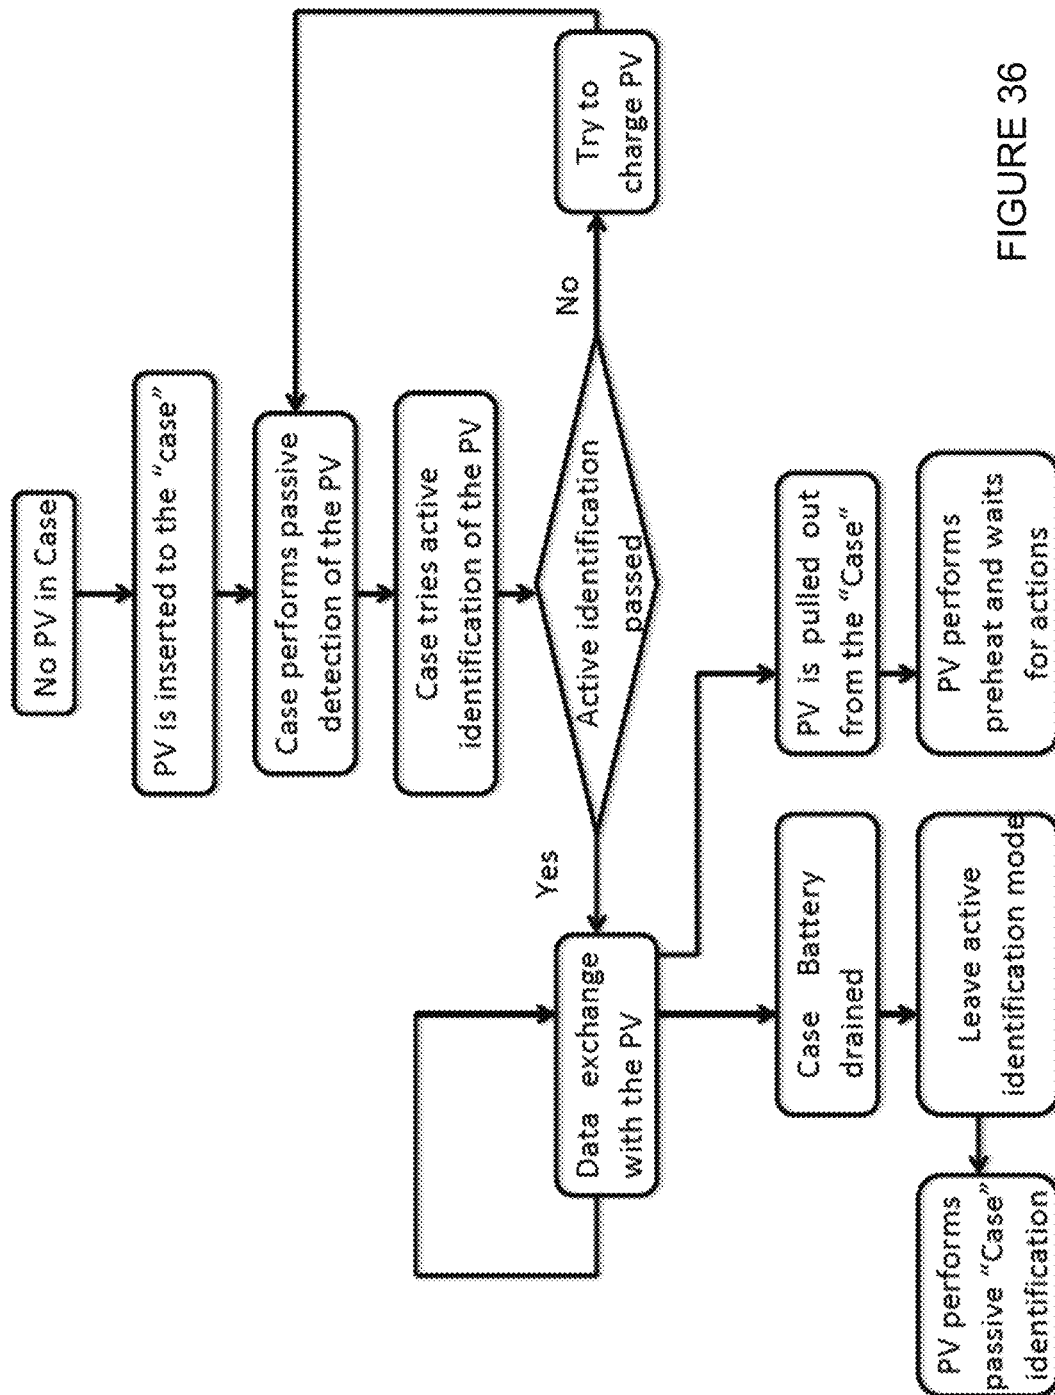 No PV in Case
PV is inserted to the "case"
Case performs passive
detection of the PV
Case tries active
identification of the PV
Active identification
passed
No
Try to
charge PV
Yes
Data exchange
with the PV
PV is pulled out
from the "Case"
PV performs
preheat and waits
for actions
Case Battery
drained
Leave active
identification mode
PV performs
passive "Case"
identification
FIGURE 36